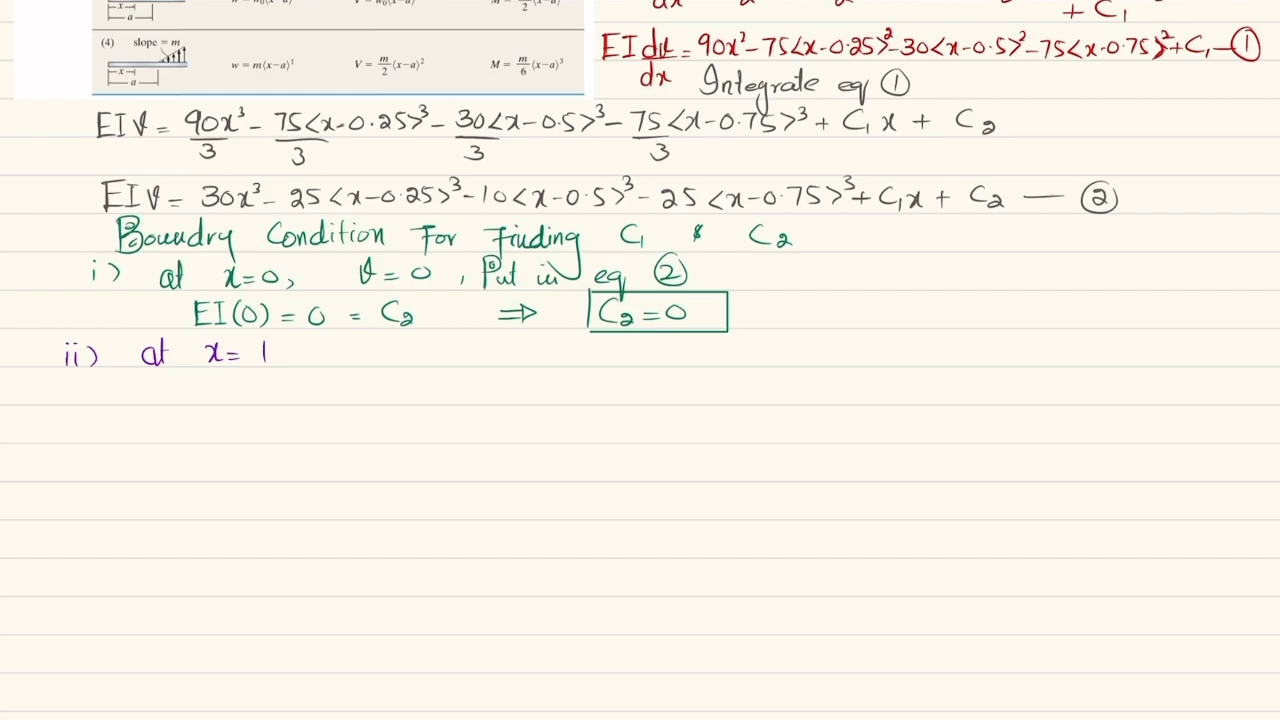 a
(4) slope = m
w = m⟨x−a⟩¹ V = m/2 ⟨x−a⟩² M = m/6 ⟨x−a⟩³
x
a
+ C₁
EI dv/dx = 90x² - 75<x-0.25>² - 30<x-0.5>² - 75<x-0.75>² + C₁ — ①
Integrate eq ①
EIv = 90x³/3 - 75<x-0.25>³/3 - 30<x-0.5>³/3 - 75<x-0.75>³/3 + C₁x + C₂
EIv = 30x³ - 25<x-0.25>³ - 10<x-0.5>³ - 25<x-0.75>³ + C₁x + C₂ — ②
Boundry Condition For Finding C₁ & C₂
i) at x=0, v=0, Put in eq ②
EI(0) = 0 = C₂ ⇒ C₂ = 0
ii) at x= 1